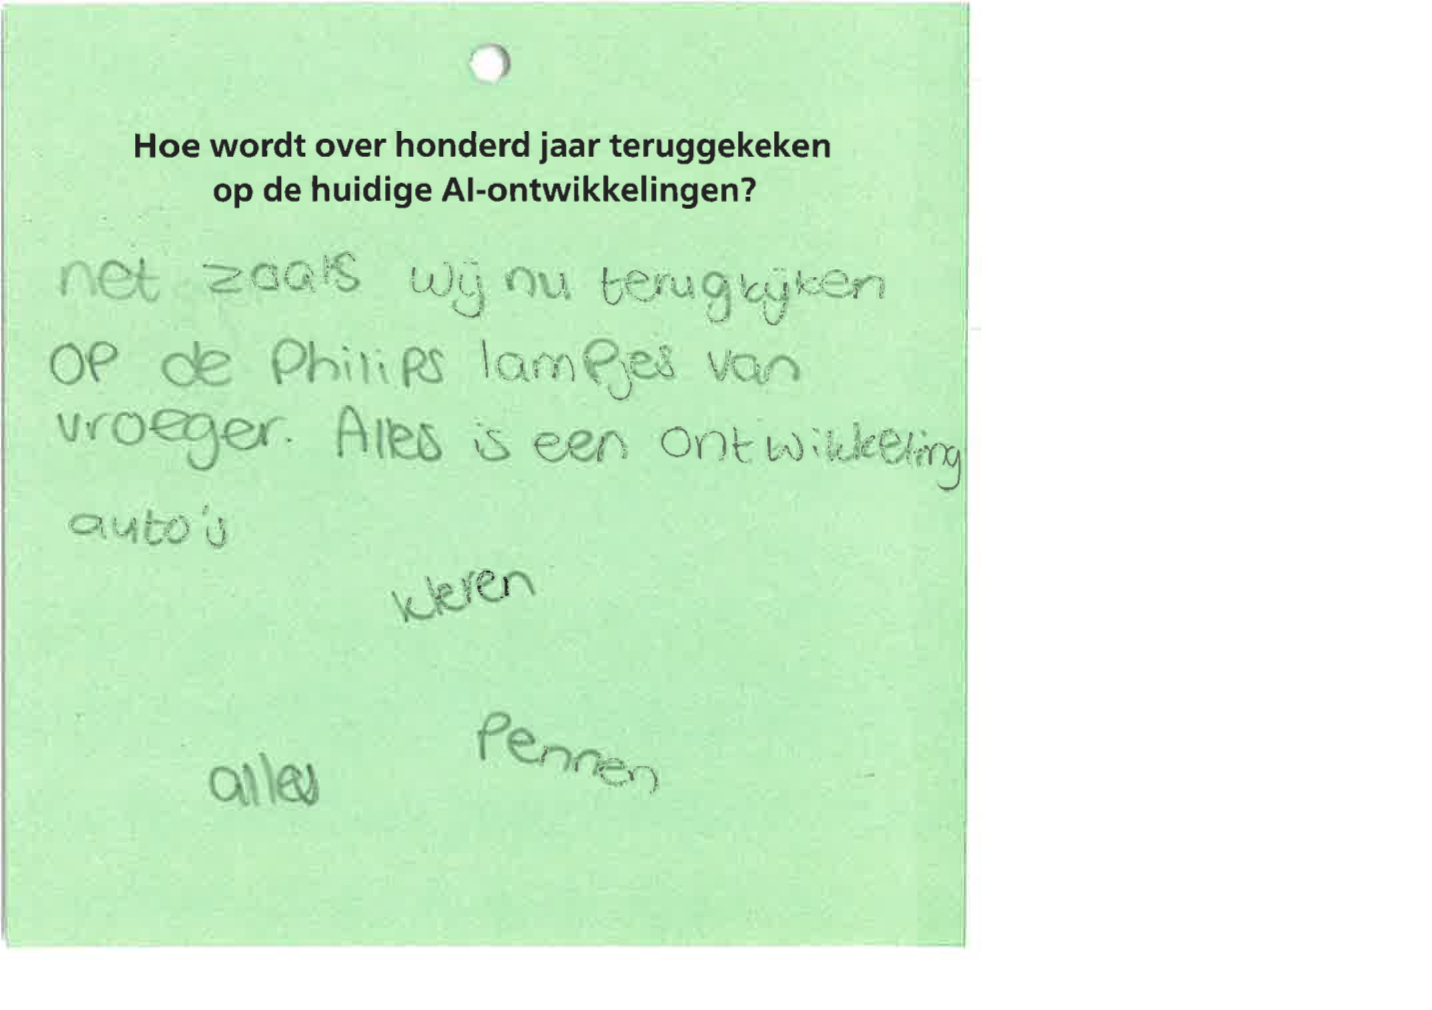 Hoe wordt over honderd jaar teruggekeken
op de huidige AI-ontwikkelingen?
net zoals wij nu terugkijken
op de Philips lampjes van
vroeger. Alles is een ontwikkeling
auto's
kleren
Pennen
alles